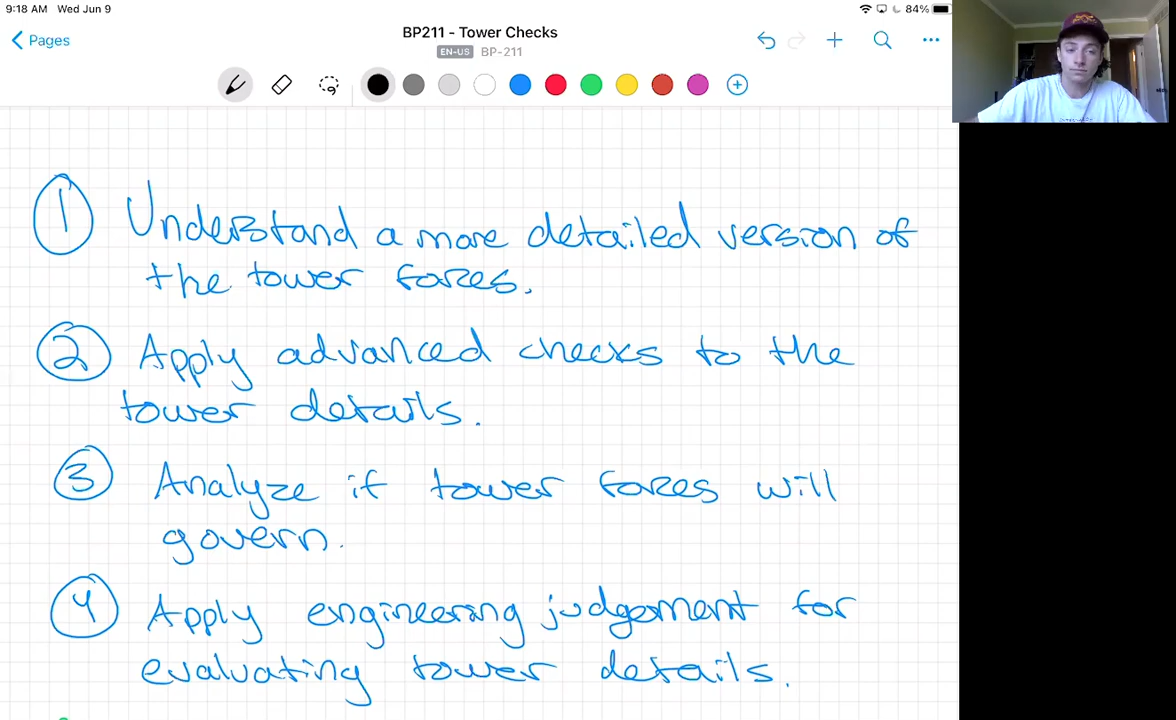 9:18 AM Wed Jun 9
84%
Pages
BP211 - Tower Checks
EN-US BP-211
1 Understand a more detailed version of
the tower forces.
2 Apply advanced checks to the
tower details.
3 Analyze if tower forces will
govern.
4 Apply engineering judgement for
evaluating tower details.